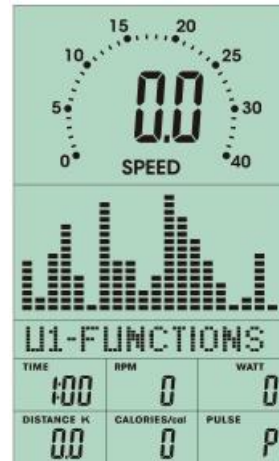 15 20
10 25
5 0.0 30
0 SPEED 40
U1-FUNCTIONS
TIME RPM WATT
1:00 0 0
DISTANCE K CALORIES/cal PULSE
0.0 0 P